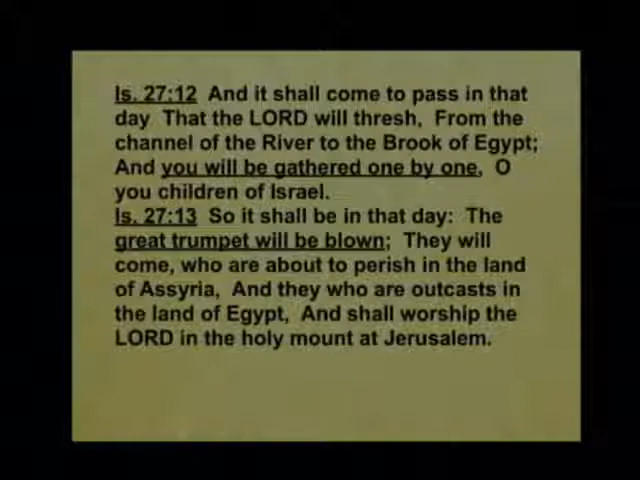 Is. 27:12  And it shall come to pass in that
day  That the LORD will thresh,  From the
channel of the River to the Brook of Egypt;
And you will be gathered one by one,  O
you children of Israel.
Is. 27:13  So it shall be in that day:  The
great trumpet will be blown;  They will
come, who are about to perish in the land
of Assyria,  And they who are outcasts in
the land of Egypt,  And shall worship the
LORD in the holy mount at Jerusalem.